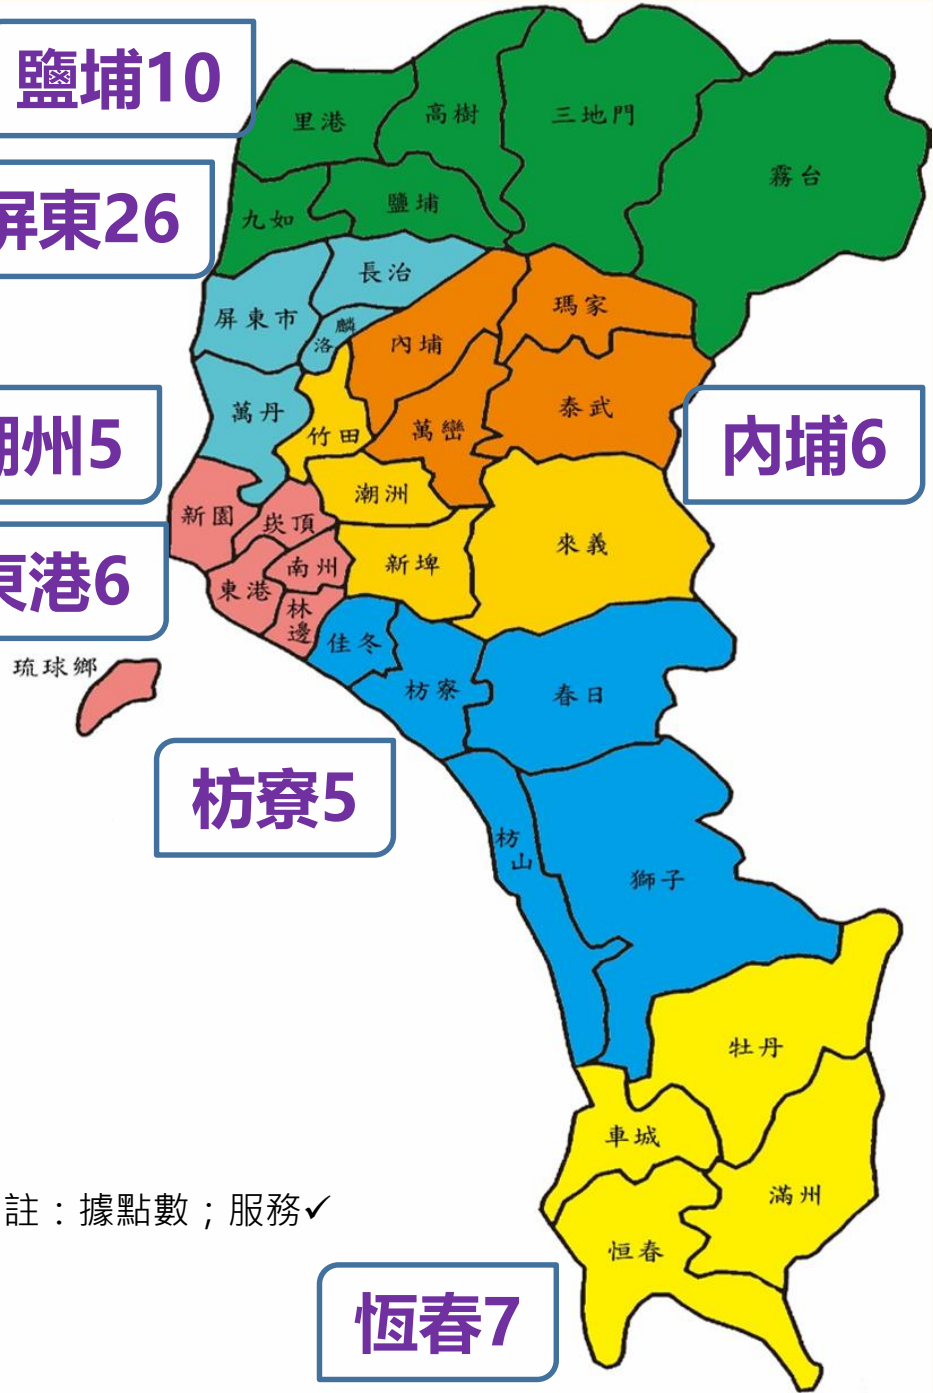 鹽埔10
里港
高樹
三地門
霧台
屏東26
九如
鹽埔
長治
屏東市
麟
洛
內埔
瑪家
萬丹
竹田
萬巒
泰武
州5
內埔6
潮洲
新園
崁頂
來義
新埤
南州
東港
港6
林
邊
佳冬
琉球鄉
枋寮
春日
枋寮5
枋
山
獅子
牡丹
車城
滿州
註：據點數；服務✓
恒春
恆春7